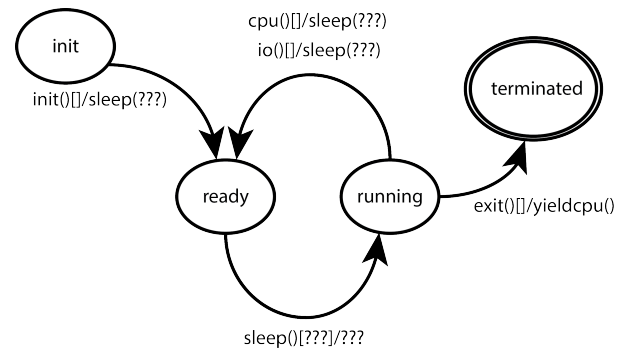 cpu()[]/sleep(???)
io()[]/sleep(???)
init
terminated
init()[]/sleep(???)
ready
running
exit()[]/yieldcpu()
sleep()[???]/???